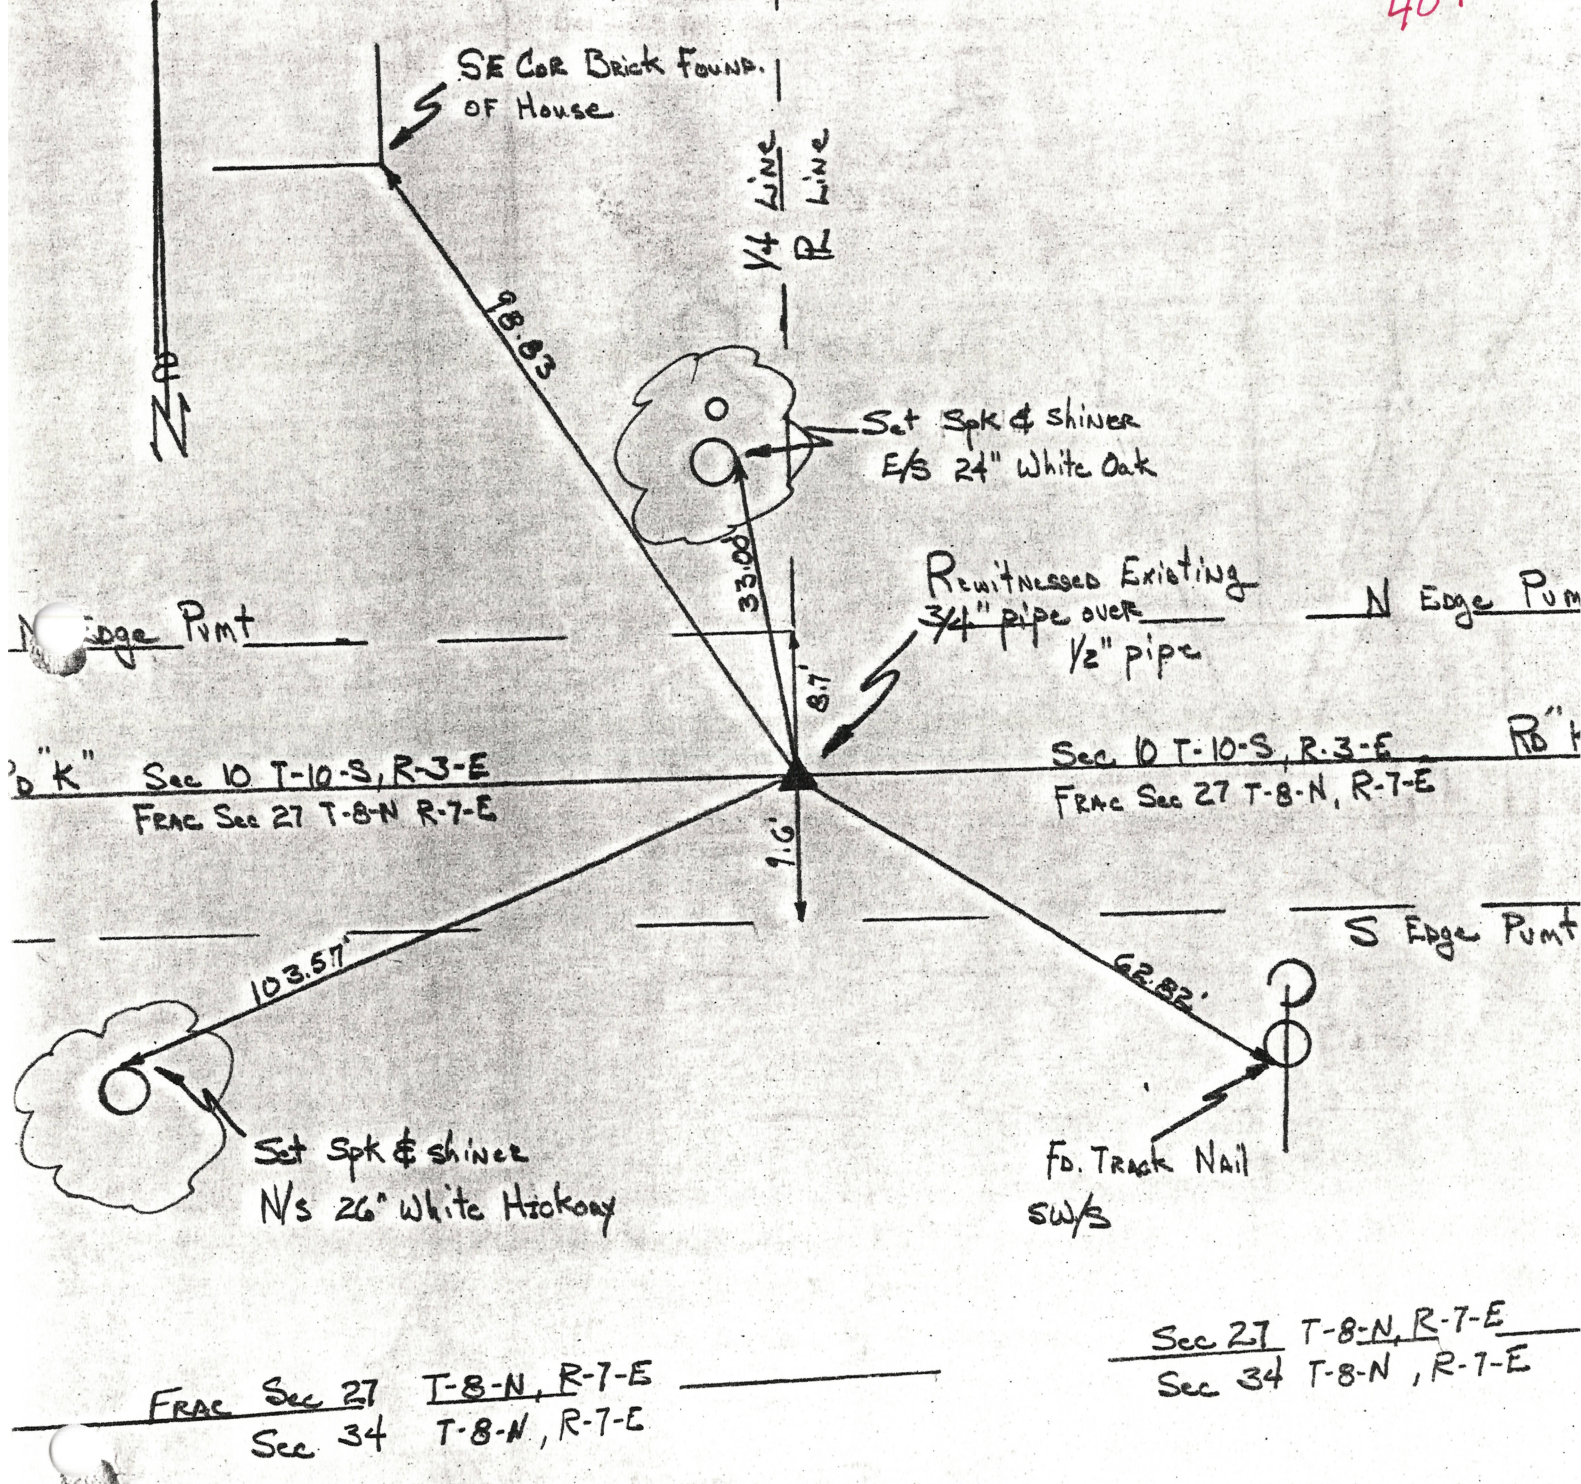 SE Cor Brick Found.
OF House
1/4 Line
PL Line
98.83
Set Spk & Shiner
E/S 24" White Oak
33.00'
Rewitnessed Existing
3/4" pipe over
1/2" pipe
N Edge Pvmt
N Edge Pvm
8.7'
"K" Sec 10 T-10-S, R-3-E
Frac Sec 27 T-8-N R-7-E
Sec 10 T-10-S, R-3-E Rd "K
Frac Sec 27 T-8-N, R-7-E
9.6'
S Edge Pvmt
103.57'
62.82'
Set Spk & shiner
N/S 26" White Hickory
Fd. Track Nail
SW/S
Sec 27 T-8-N, R-7-E
Sec 34 T-8-N, R-7-E
Frac Sec 27 T-8-N, R-7-E
Sec 34 T-8-N, R-7-E
N